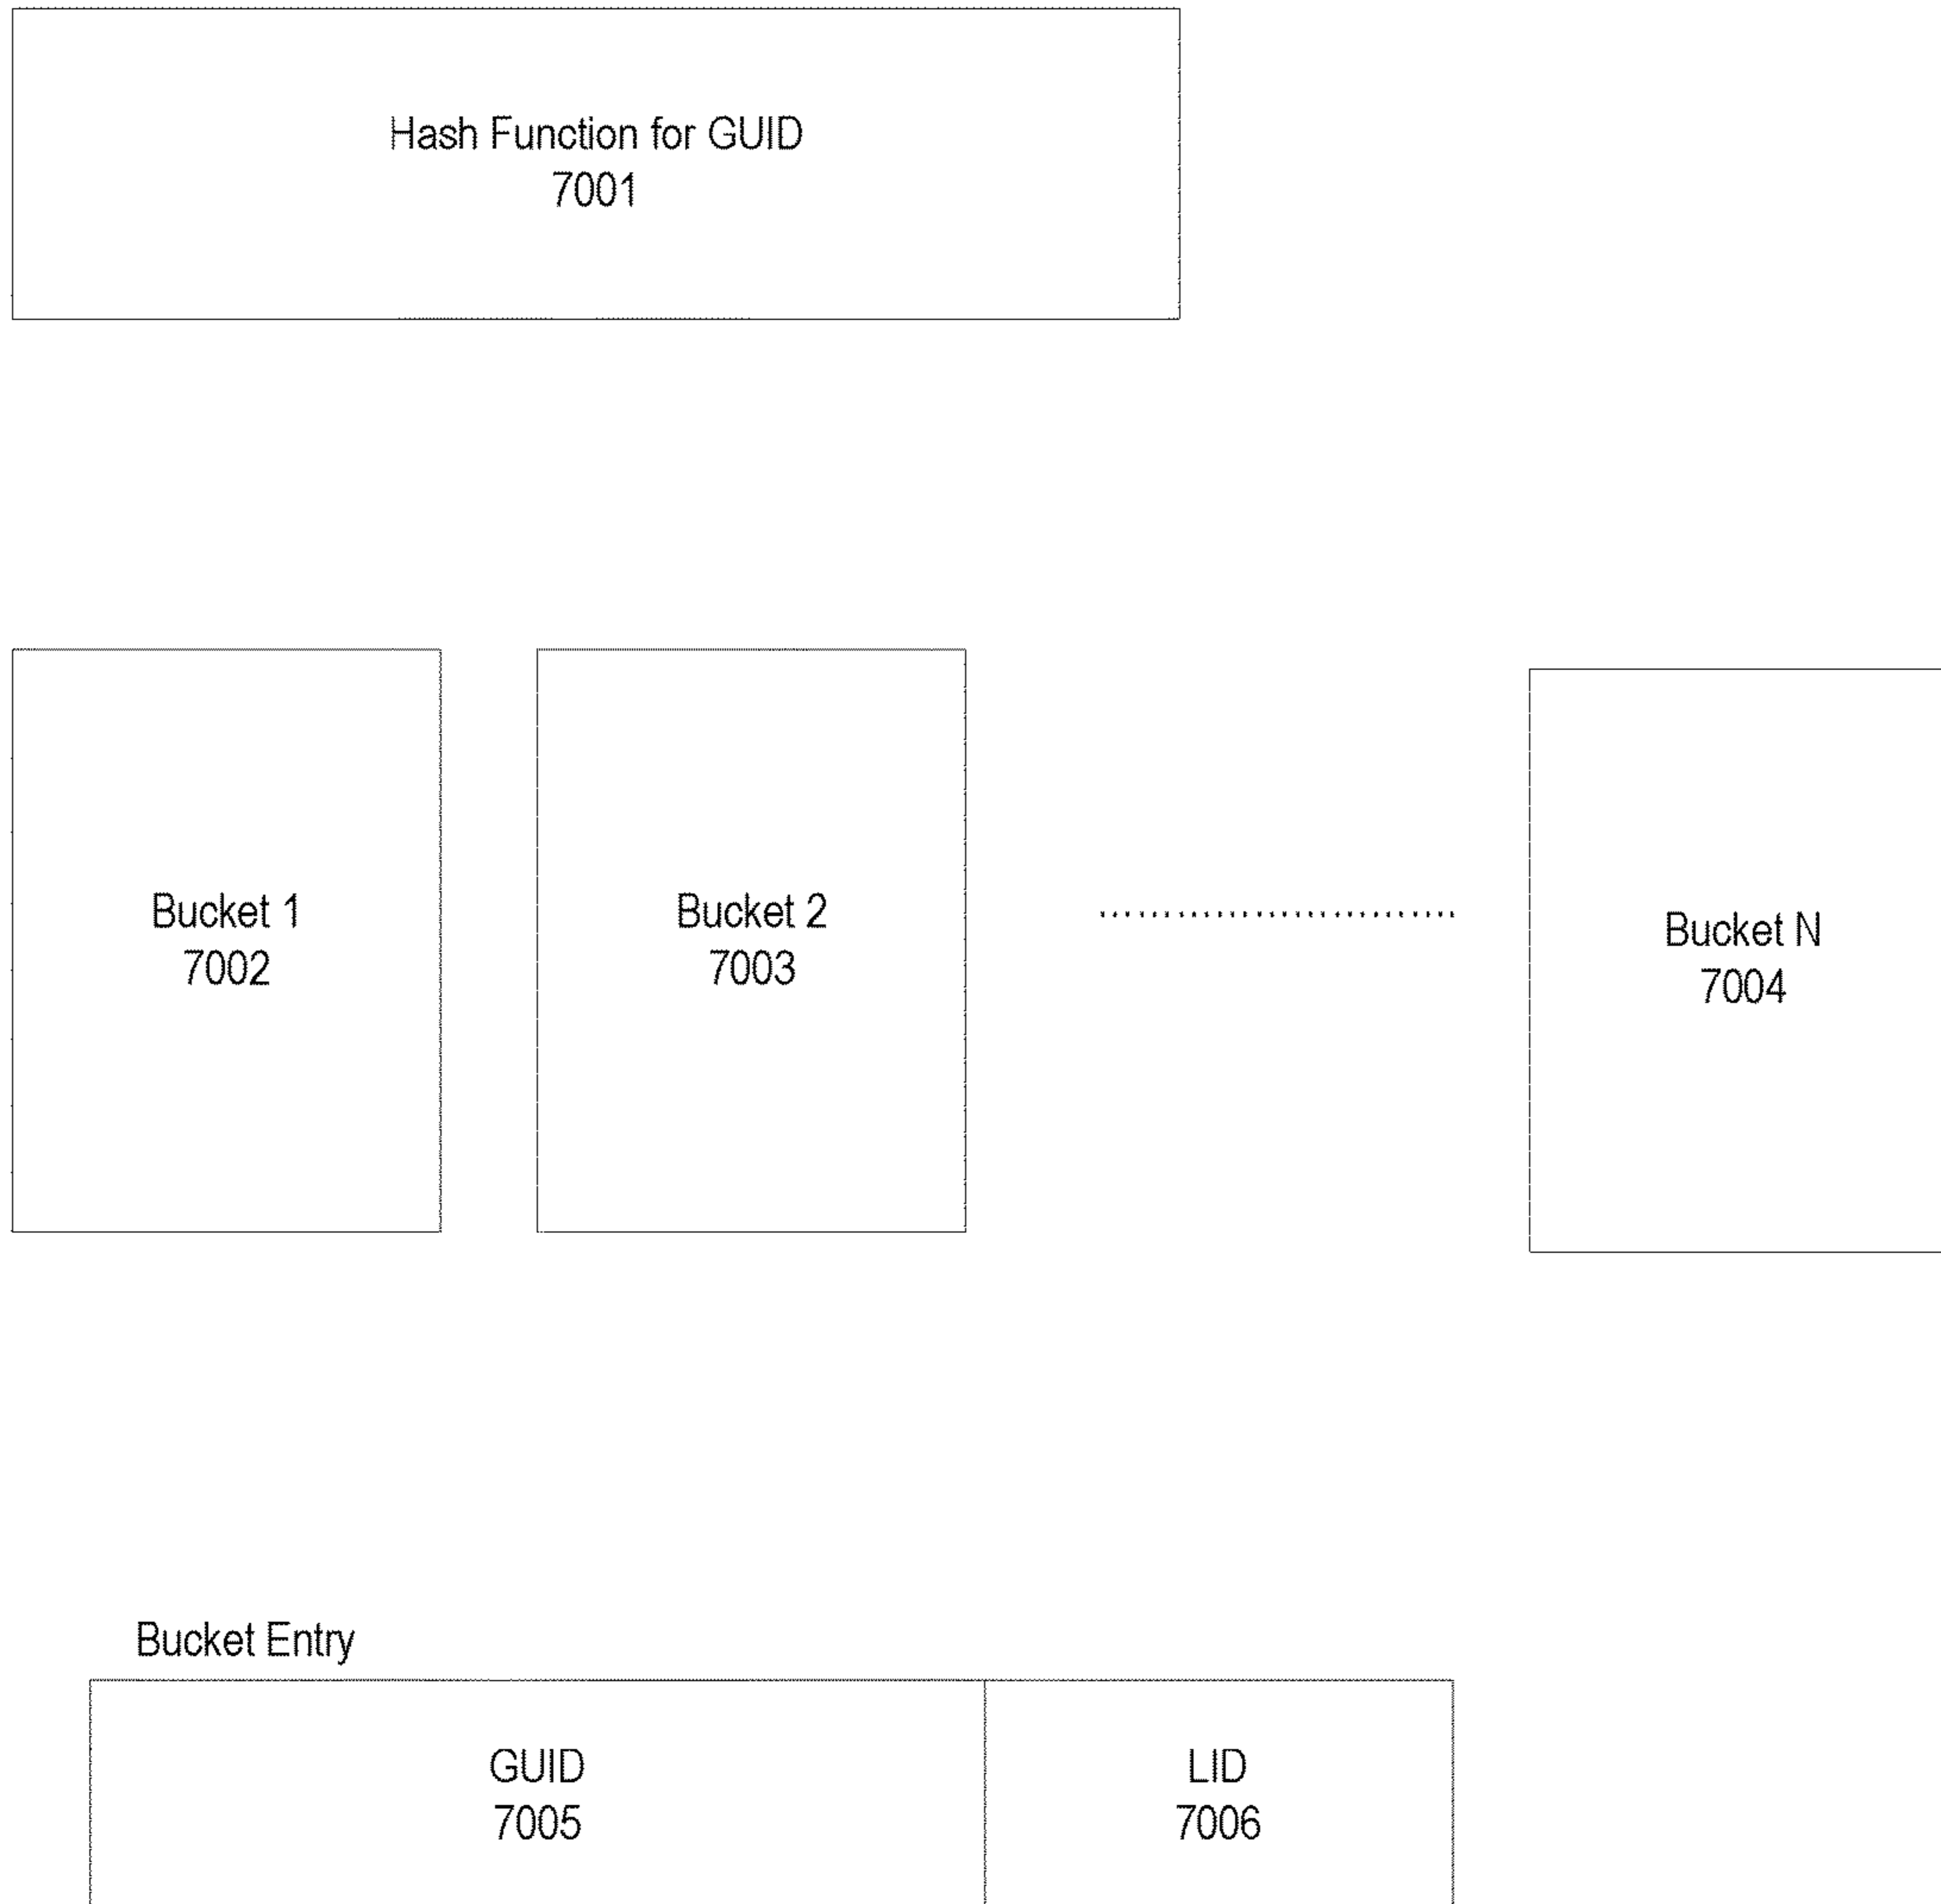 Hash Function for GUID
7001
Bucket 1
7002
Bucket 2
7003
Bucket N
7004
Bucket Entry
GUID
7005
LID
7006